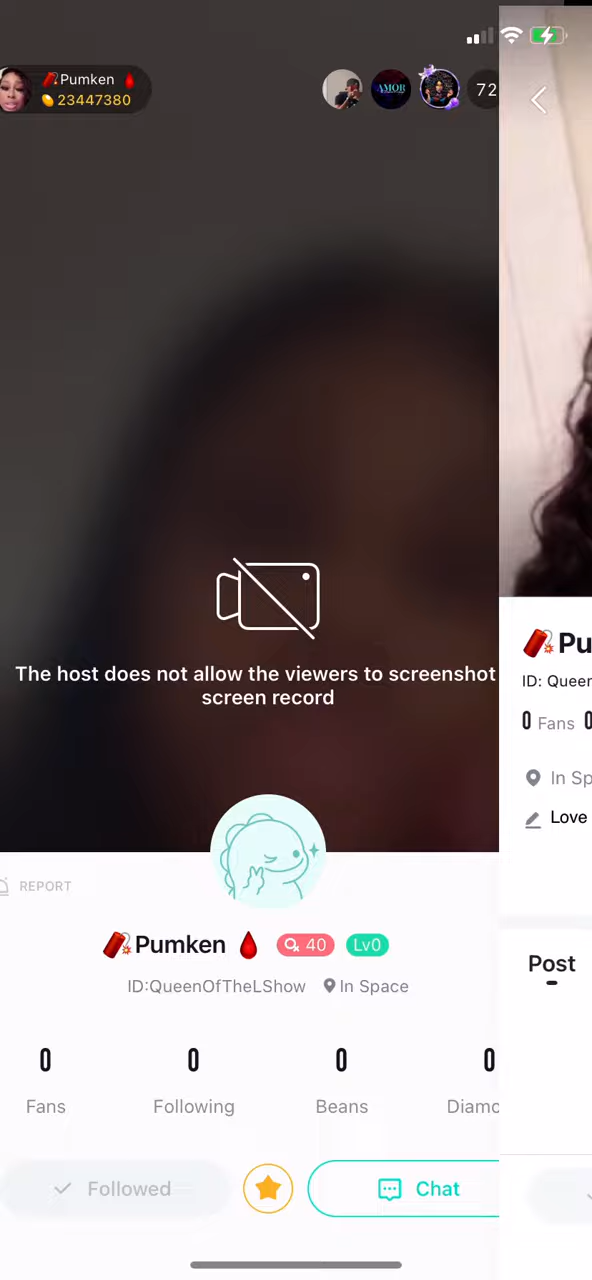 Pumken
23447380
AMOR
72
The host does not allow the viewers to screenshot
screen record
REPORT
Pumken
40
Lv0
ID:QueenOfTheLShow
In Space
0
0
0
0
Fans
Following
Beans
Diamo
Followed
Chat
Pu
ID: Queen
0 Fans 0
In Sp
Love
Post